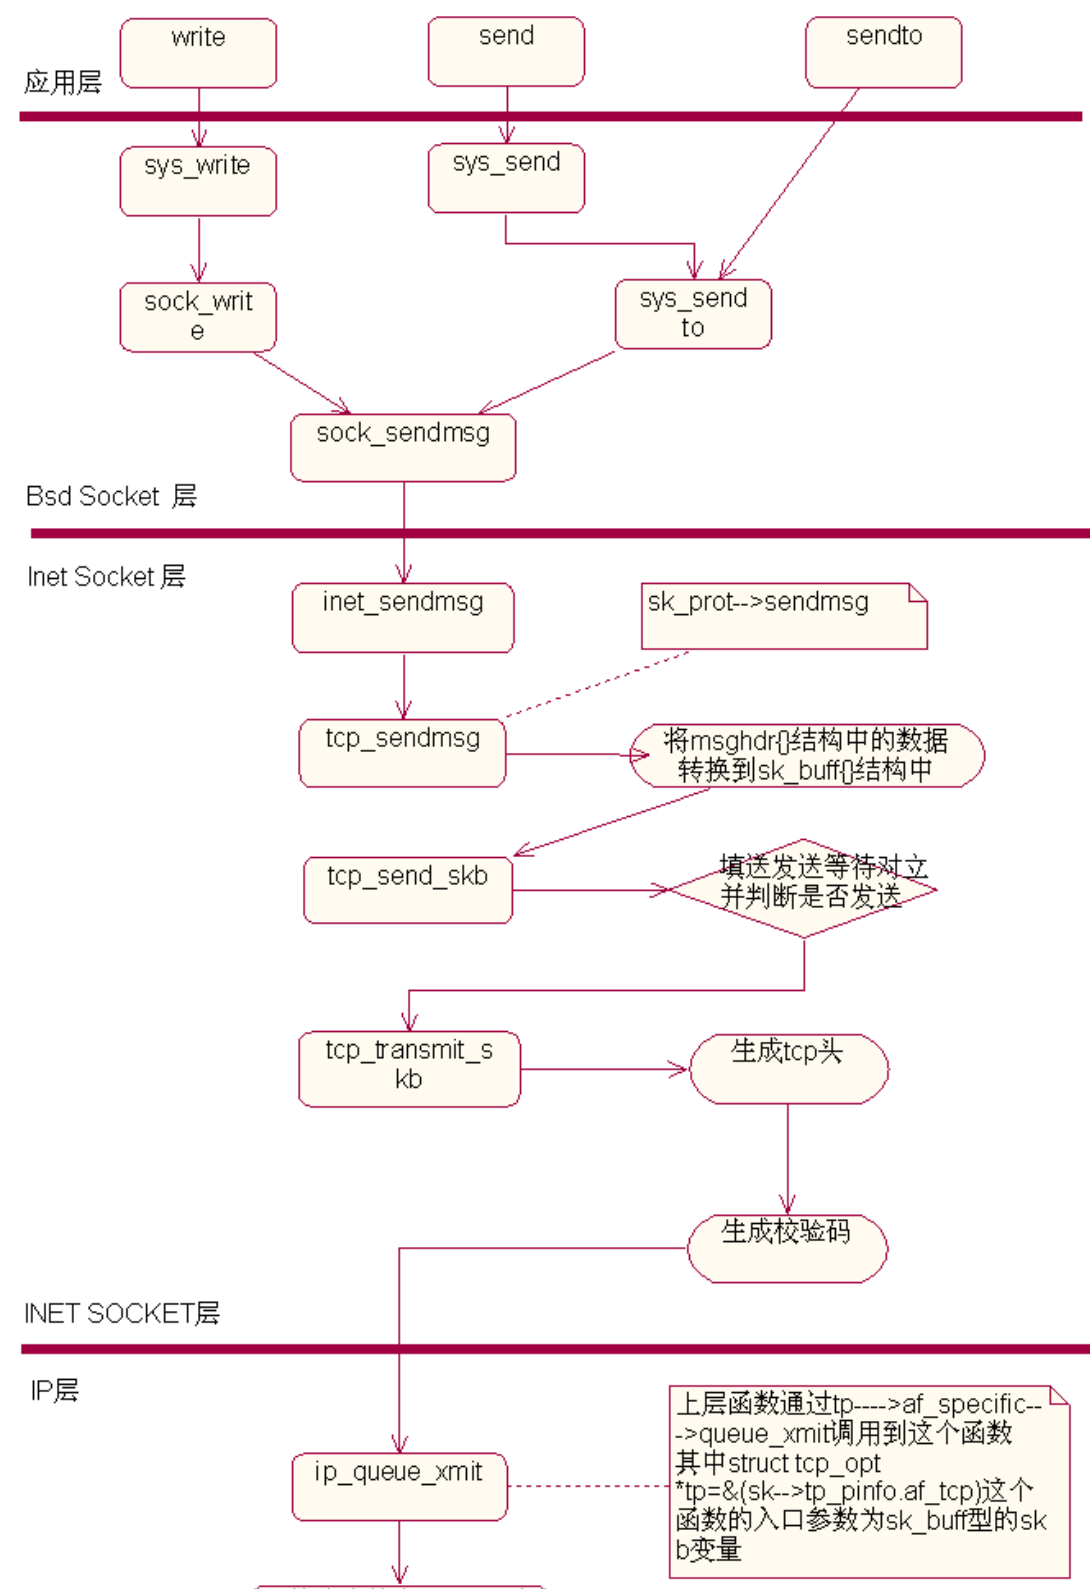 write
send
sendto
应用层
sys_write
sys_send
sock_writ
e
sys_send
to
sock_sendmsg
Bsd Socket 层
Inet Socket 层
inet_sendmsg
sk_prot-->sendmsg
tcp_sendmsg
将msghdr{}结构中的数据
转换到sk_buff{}结构中
tcp_send_skb
填送发送等待对立
并判断是否发送
tcp_transmit_s
kb
生成tcp头
生成校验码
INET SOCKET层
IP层
上层函数通过tp---->af_specific--
->queue_xmit调用到这个函数
其中struct tcp_opt
*tp=&(sk-->tp_pinfo.af_tcp)这个
函数的入口参数为sk_buff型的sk
b变量
ip_queue_xmit